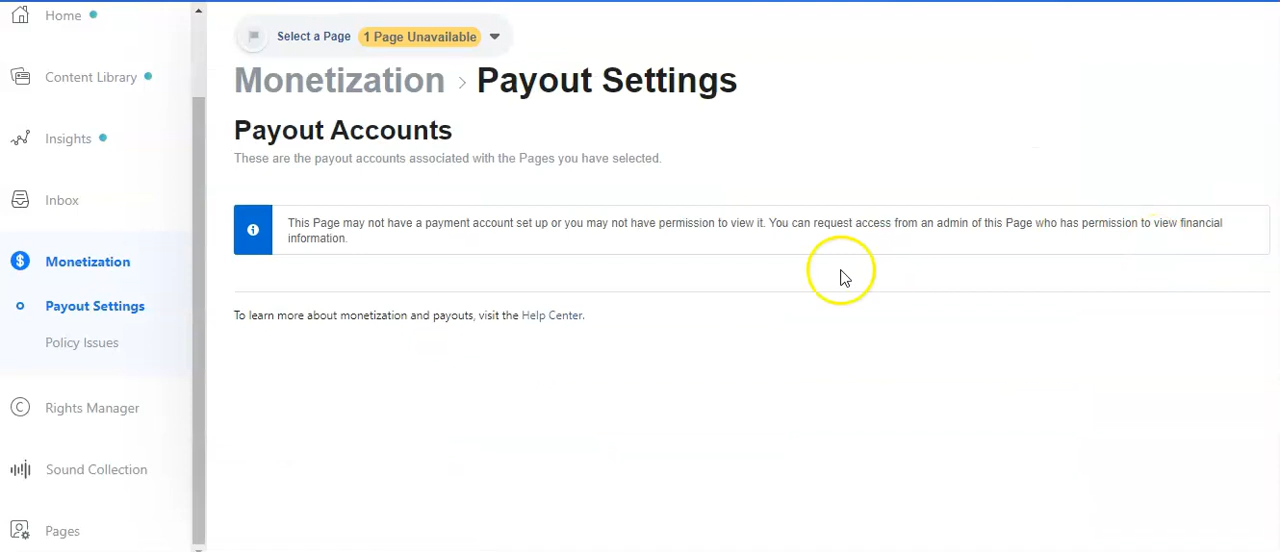 Home
Select a Page 1 Page Unavailable
Content Library
Monetization > Payout Settings
Insights
Payout Accounts
These are the payout accounts associated with the Pages you have selected.
Inbox
This Page may not have a payment account set up or you may not have permission to view it. You can request access from an admin of this Page who has permission to view financial
information.
Monetization
Payout Settings
To learn more about monetization and payouts, visit the Help Center.
Policy Issues
Rights Manager
Sound Collection
Pages